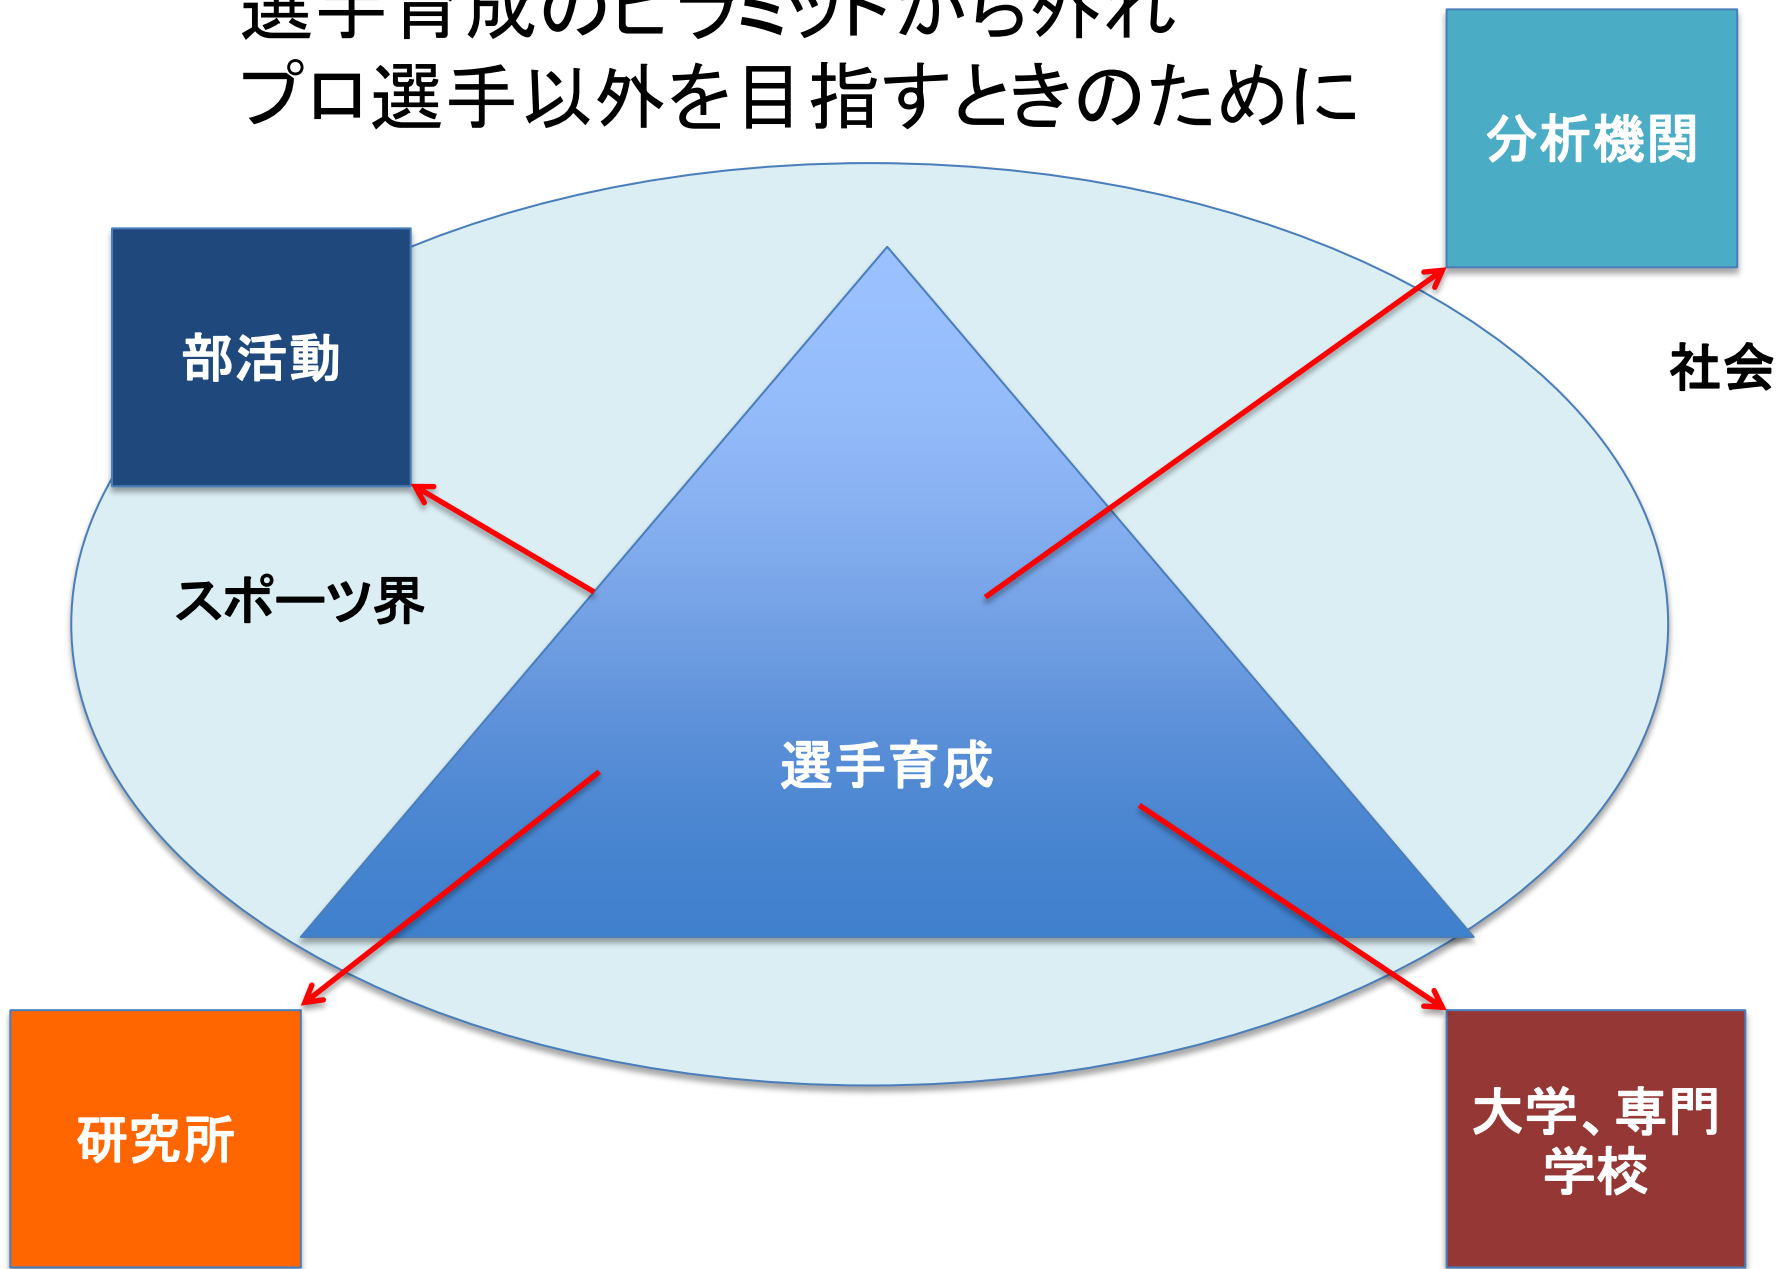 選手育成のピラミッドから外れ
プロ選手以外を目指すときのために
分析機関
部活動
社会
スポーツ界
選手育成
研究所
大学、専門
学校